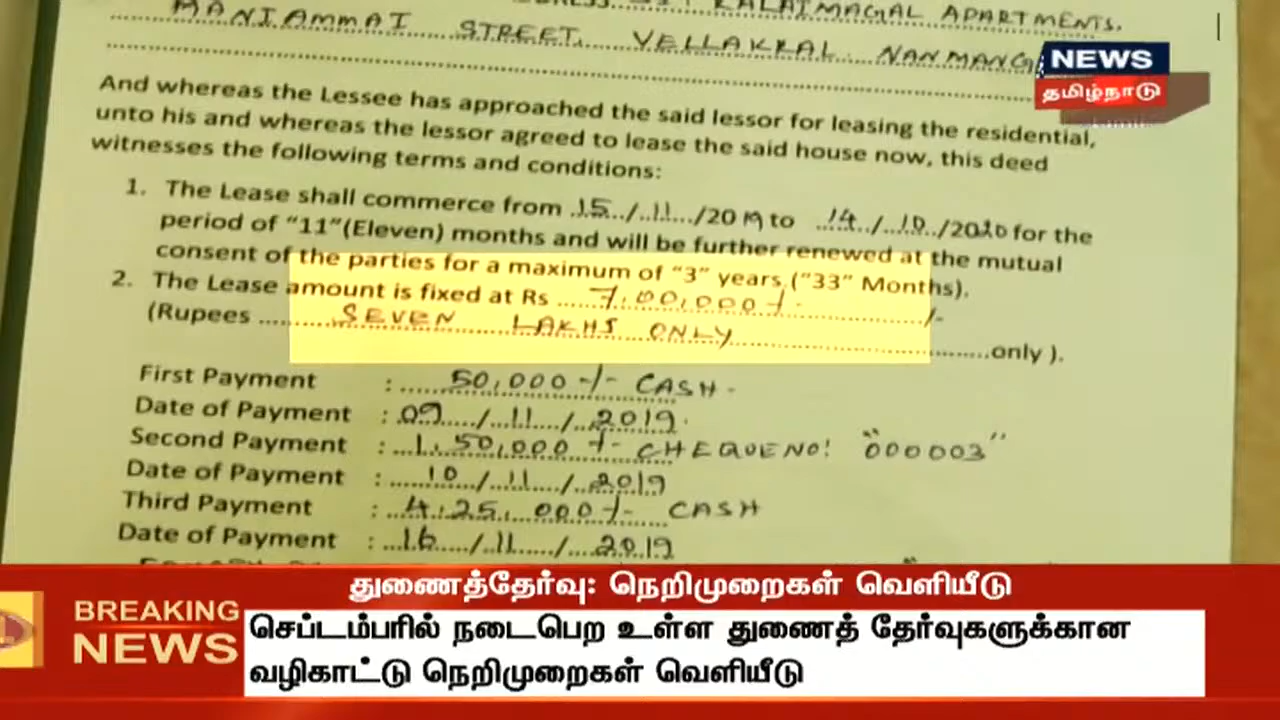 KALAIMAGAL APARTMENTS.
MANIAMMAI STREET, VELLAKKAL, NANMANG
NEWS
தமிழ்நாடு
And whereas the Lessee has approached the said lessor for leasing the residential,
unto his and whereas the lessor agreed to lease the said house now, this deed
witnesses the following terms and conditions:
1. The Lease shall commence from 15/11/2019 to 14/10/2020 for the
period of "11"(Eleven) months and will be further renewed at the mutual
consent of the parties for a maximum of "3" years ("33" Months).
2. The Lease amount is fixed at Rs ....7,00,000/-............../-
(Rupees ..........SEVEN LAKHS ONLY..............................only ).
First Payment : 50,000-/- CASH -
Date of Payment : 09/11/2019.
Second Payment : 1,50,000 -/- CHEQUE NO: "000003"
Date of Payment : 10/11/2019
Third Payment : 4,25,000-/- CASH
Date of Payment : 16/11/2019
துணைத்தேர்வு: நெறிமுறைகள் வெளியீடு
BREAKING
NEWS
செப்டம்பரில் நடைபெற உள்ள துணைத் தேர்வுகளுக்கான
வழிகாட்டு நெறிமுறைகள் வெளியீடு